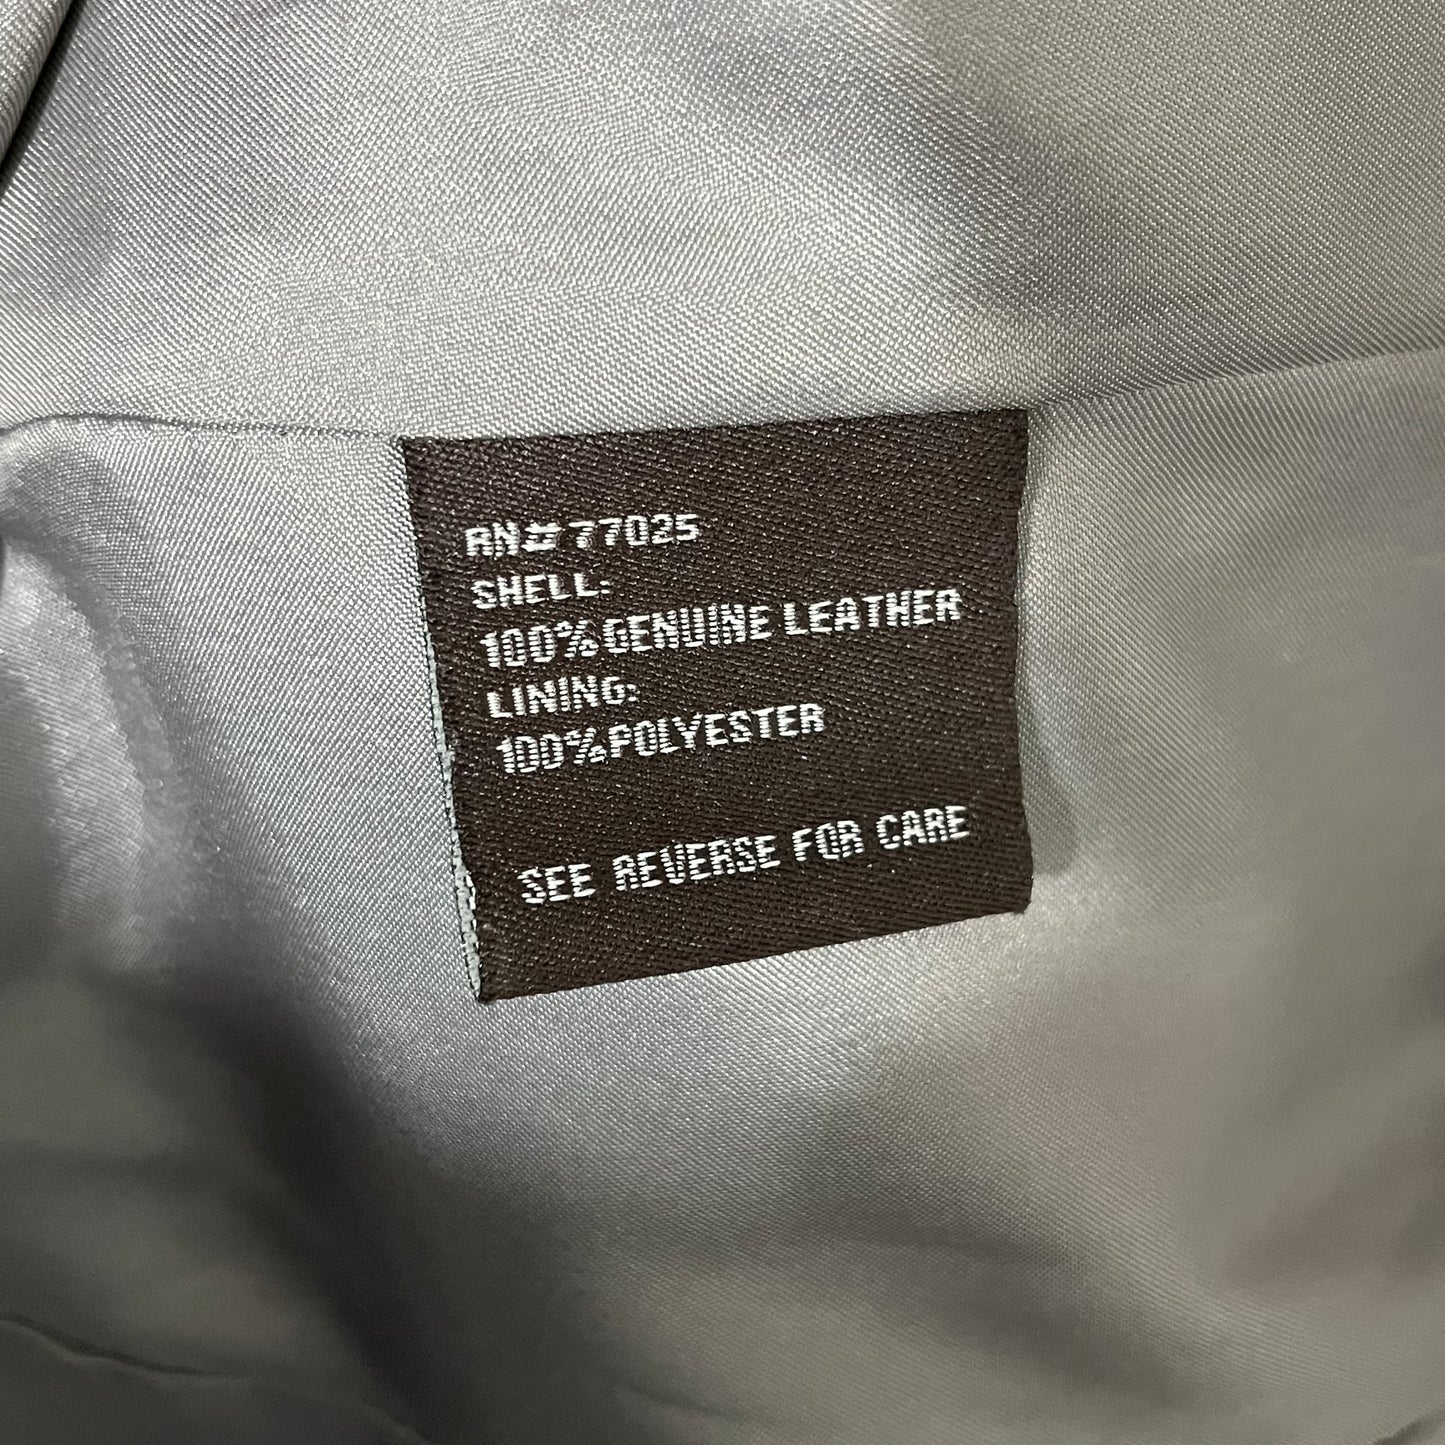 RN# 77025
SHELL:
100% GENUINE LEATHER
LINING:
100% POLYESTER
SEE REVERSE FOR CARE